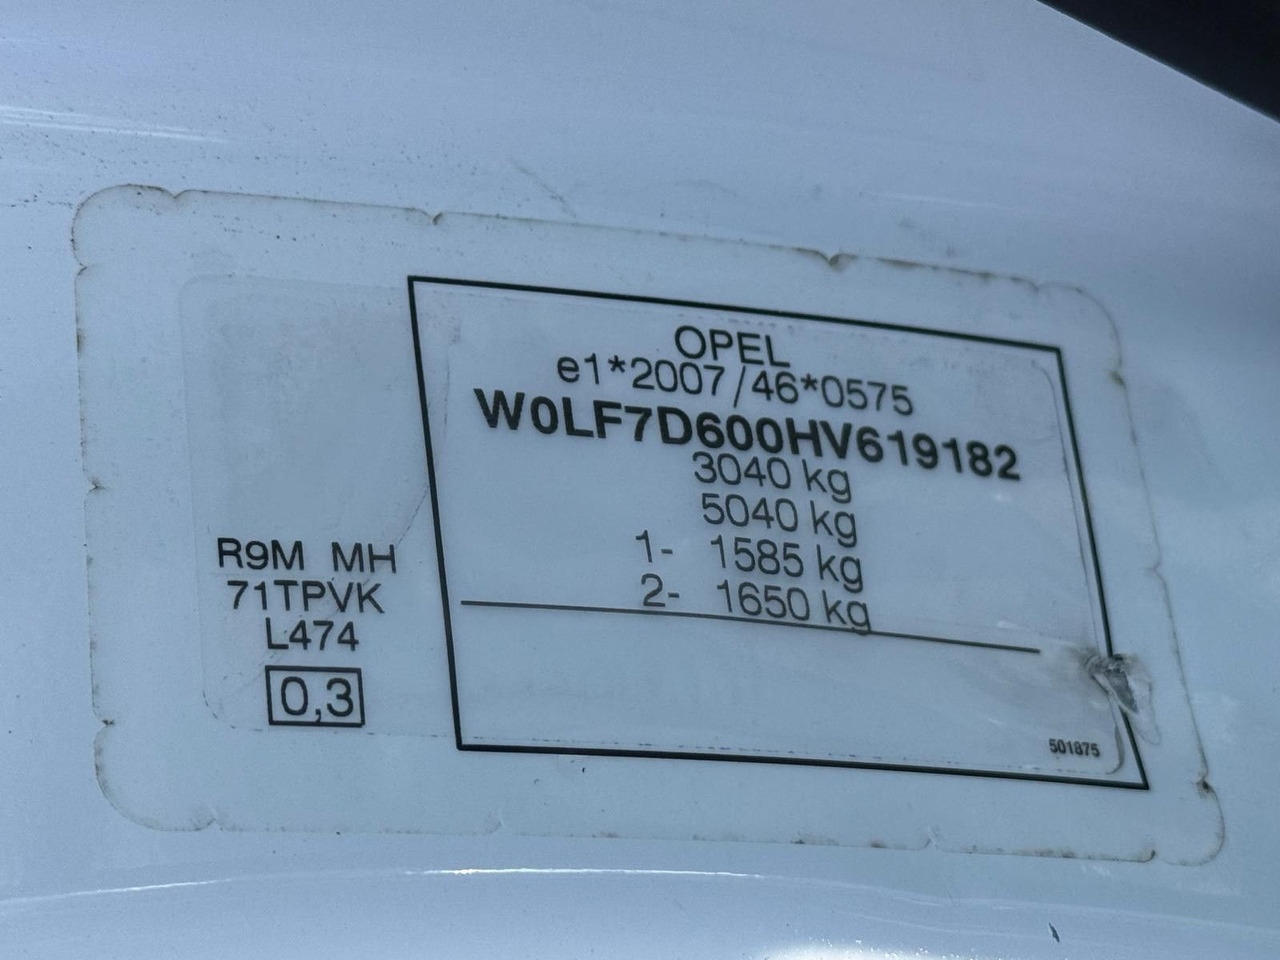 OPEL
e1*2007/46*0575
W0LF7D600HV619182
3040 kg
5040 kg
1- 1585 kg
2- 1650 kg
R9M MH
71TPVK
L474
0,3
501875